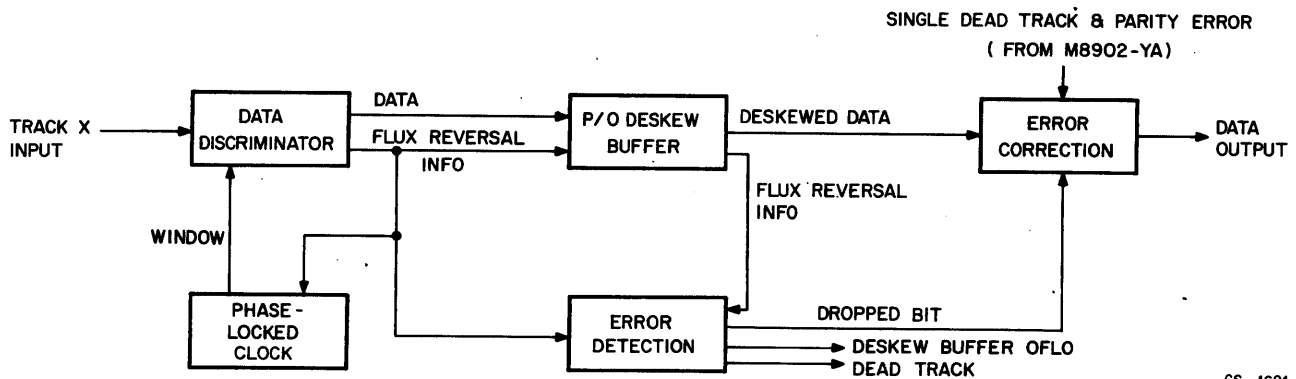 SINGLE DEAD TRACK & PARITY ERROR
( FROM M8902-YA)
TRACK X
INPUT
DATA
DISCRIMINATOR
DATA
FLUX REVERSAL
INFO
P/O DESKEW
BUFFER
DESKEWED DATA
ERROR
CORRECTION
DATA
OUTPUT
FLUX REVERSAL
INFO
WINDOW
PHASE-
LOCKED
CLOCK
ERROR
DETECTION
DROPPED BIT
DESKEW BUFFER OFLO
DEAD TRACK